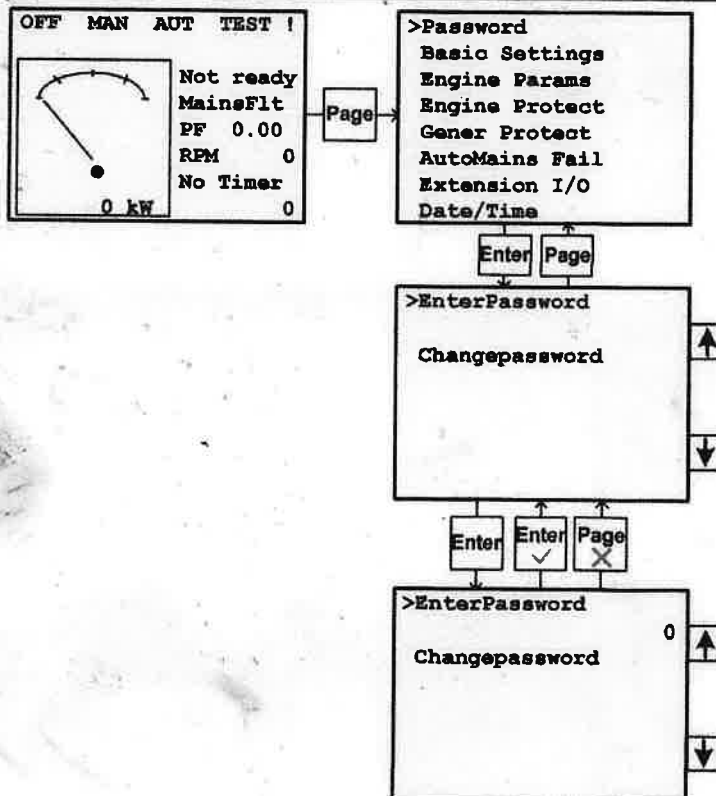 OFF MAN AUT TEST !
Not ready
MainsFlt
PF 0.00
RPM 0
No Timer
0 kW 0
Page
>Password
Basic Settings
Engine Params
Engine Protect
Gener Protect
AutoMains Fail
Extension I/O
Date/Time
Enter Page
>EnterPassword
Changepassword
Enter Enter Page
>EnterPassword
0
Changepassword